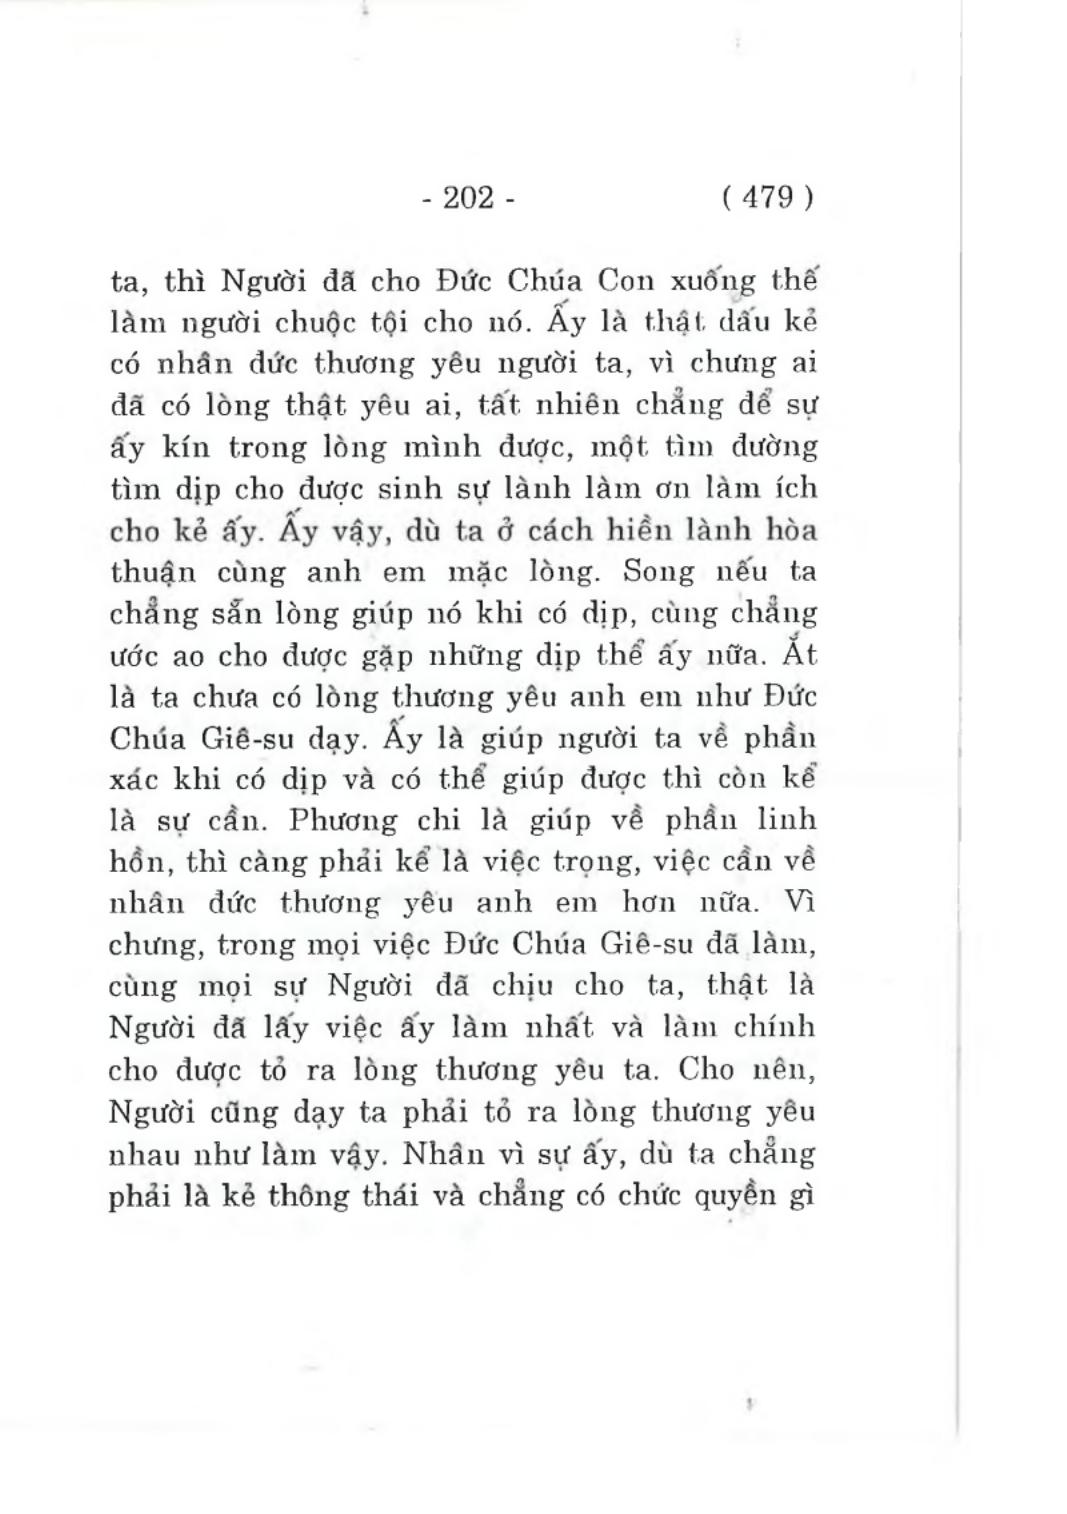 - 202 - ( 479 )
ta, thì Người đã cho Đức Chúa Con xuống thế
làm người chuộc tội cho nó. Ấy là thật dấu kẻ
có nhân đức thương yêu người ta, vì chưng ai
đã có lòng thật yêu ai, tất nhiên chẳng để sự
ấy kín trong lòng mình được, một tìm đường
tìm dịp cho được sinh sự lành làm ơn làm ích
cho kẻ ấy. Ấy vậy, dù ta ở cách hiền lành hòa
thuận cùng anh em mặc lòng. Song nếu ta
chẳng sẵn lòng giúp nó khi có dịp, cùng chẳng
ước ao cho được gặp những dịp thể ấy nữa. Ắt
là ta chưa có lòng thương yêu anh em như Đức
Chúa Giê-su dạy. Ấy là giúp người ta về phần
xác khi có dịp và có thể giúp được thì còn kể
là sự cần. Phương chi là giúp về phần linh
hồn, thì càng phải kể là việc trọng, việc cần về
nhân đức thương yêu anh em hơn nữa. Vì
chưng, trong mọi việc Đức Chúa Giê-su đã làm,
cùng mọi sự Người đã chịu cho ta, thật là
Người đã lấy việc ấy làm nhất và làm chính
cho được tỏ ra lòng thương yêu ta. Cho nên,
Người cũng dạy ta phải tỏ ra lòng thương yêu
nhau như làm vậy. Nhân vì sự ấy, dù ta chẳng
phải là kẻ thông thái và chẳng có chức quyền gì